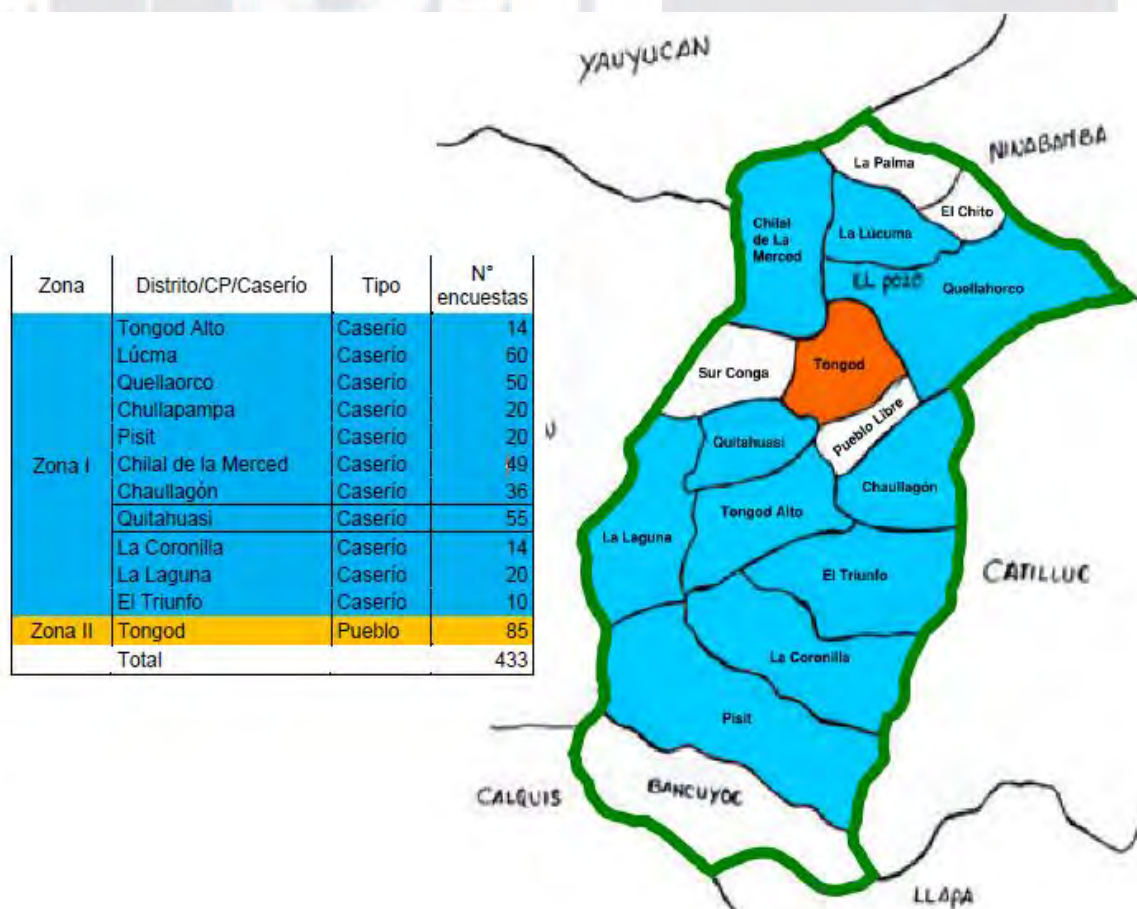 YAUYUCAN
NINABAMBA
La Palma
El Chito
Chilal
de La
Merced
La Lúcuma
EL POZO
Quellahorco
Zona Distrito/CP/Caserío Tipo N° encuestas
Tongod Alto Caserío 14
Lúcma Caserío 60
Quellaorco Caserío 50
Chullapampa Caserío 20
Pisit Caserío 20
Zona I Chilal de la Merced Caserío 49
Chaullagón Caserío 36
Quitahuasi Caserío 55
La Coronilla Caserío 14
La Laguna Caserío 20
El Triunfo Caserío 10
Zona II Tongod Pueblo 85
Total 433
Sur Conga
Tongod
Pueblo Libre
Quitahuasi
Chaullagón
Tongod Alto
La Laguna
El Triunfo
CATILLUC
La Coronilla
Pisit
CALQUIS
BANCUYOC
LLAPA